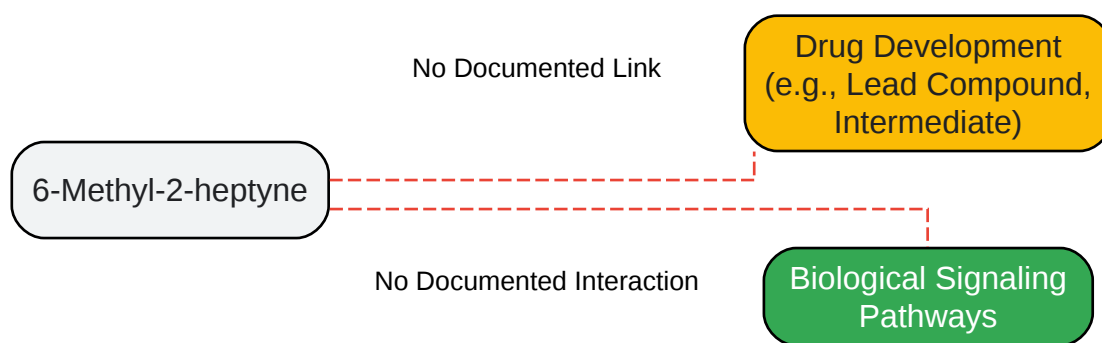 No Documented Link
Drug Development
(e.g., Lead Compound,
Intermediate)
6-Methyl-2-heptyne
No Documented Interaction
Biological Signaling
Pathways